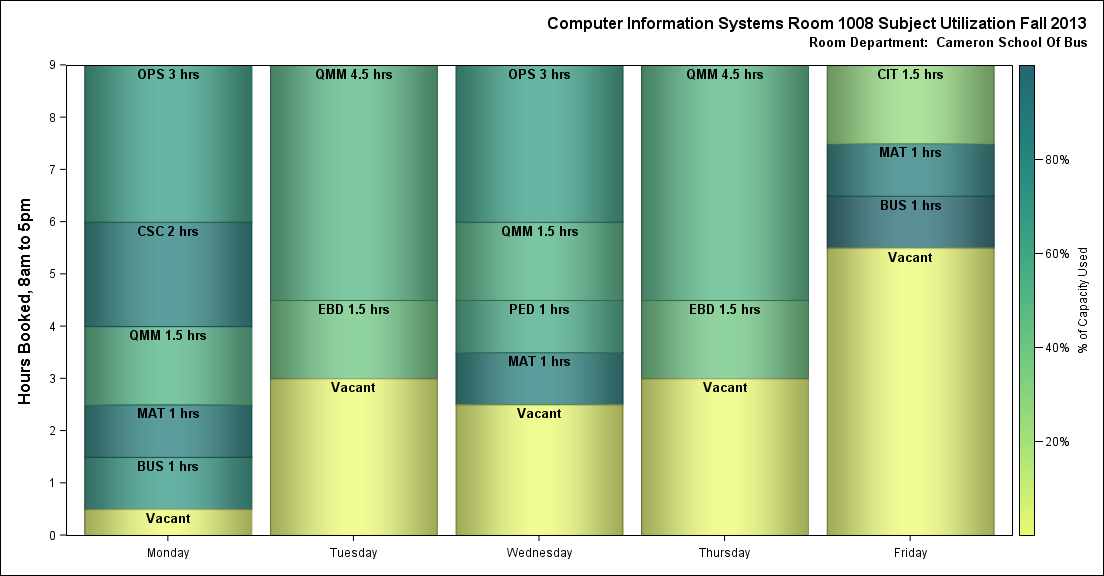 Computer Information Systems Room 1008 Subject Utilization Fall 2013
Room Department:  Cameron School Of Bus
Hours Booked, 8am to 5pm
9
8
7
6
5
4
3
2
1
0
OPS 3 hrs
CSC 2 hrs
QMM 1.5 hrs
MAT 1 hrs
BUS 1 hrs
Vacant
Monday
QMM 4.5 hrs
EBD 1.5 hrs
Vacant
Tuesday
OPS 3 hrs
QMM 1.5 hrs
PED 1 hrs
MAT 1 hrs
Vacant
Wednesday
QMM 4.5 hrs
EBD 1.5 hrs
Vacant
Thursday
CIT 1.5 hrs
MAT 1 hrs
BUS 1 hrs
Vacant
Friday
80%
60%
40%
20%
% of Capacity Used